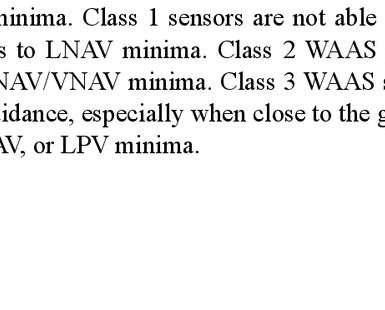 minima. Class 1 sensors are not able
s to LNAV minima. Class 2 WAAS
NAV/VNAV minima. Class 3 WAAS s
idance, especially when close to the g
AV, or LPV minima.